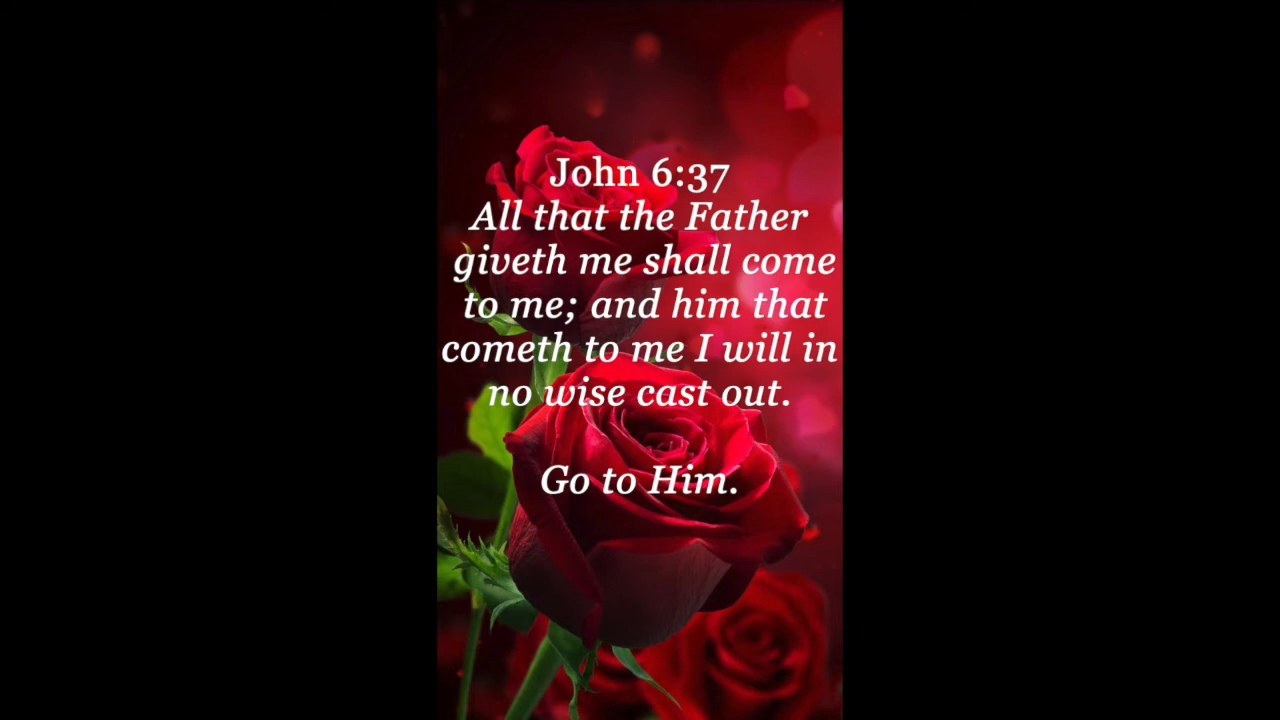 John 6:37
All that the Father
giveth me shall come
to me; and him that
cometh to me I will in
no wise cast out.
Go to Him.